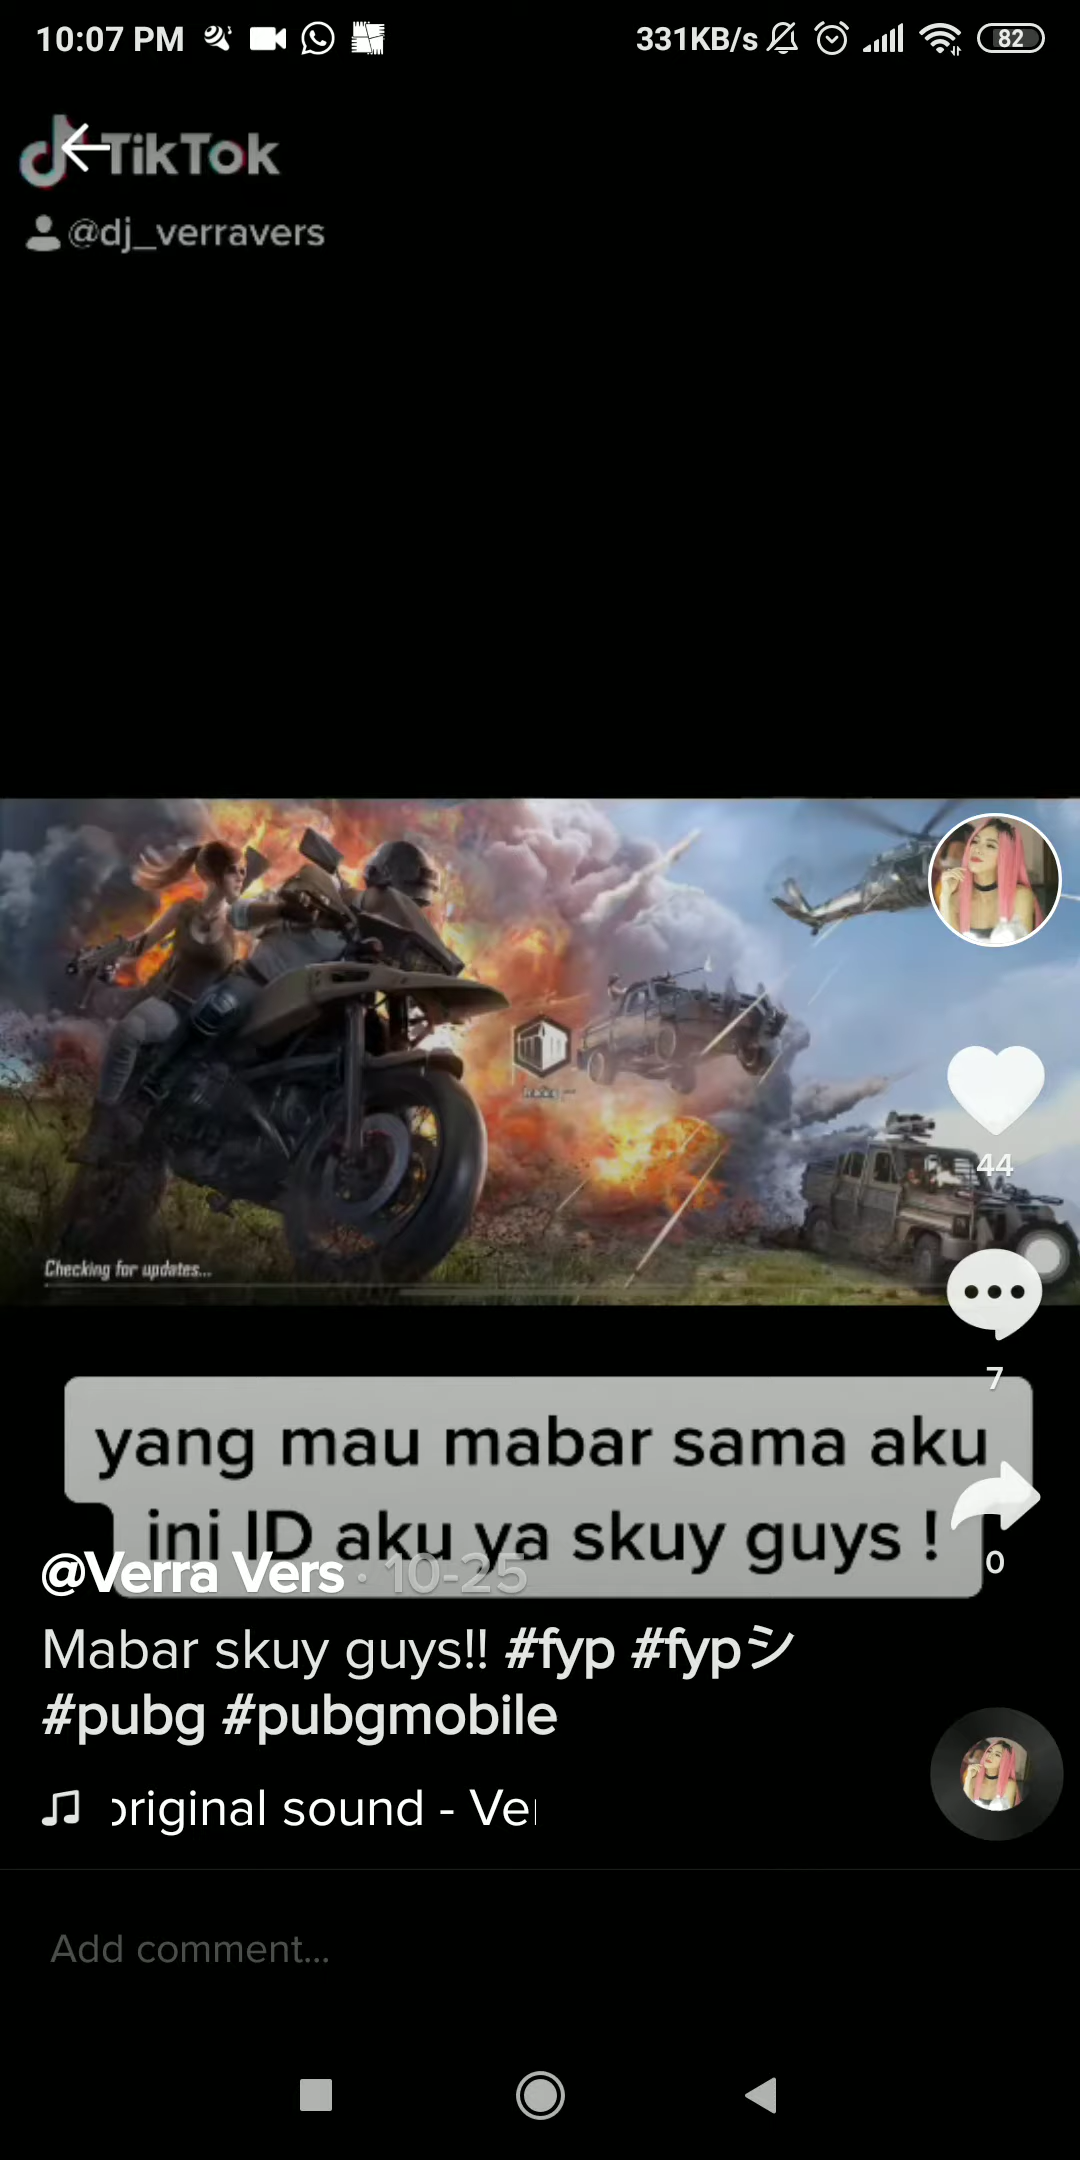 10:07 PM
331KB/s
82
TikTok
@dj_verravers
Checking for updates...
44
7
yang mau mabar sama aku
ini ID aku ya skuy guys !
0
@Verra Vers · 10-25
Mabar skuy guys!! #fyp #fypシ
#pubg #pubgmobile
original sound - Ver
Add comment...